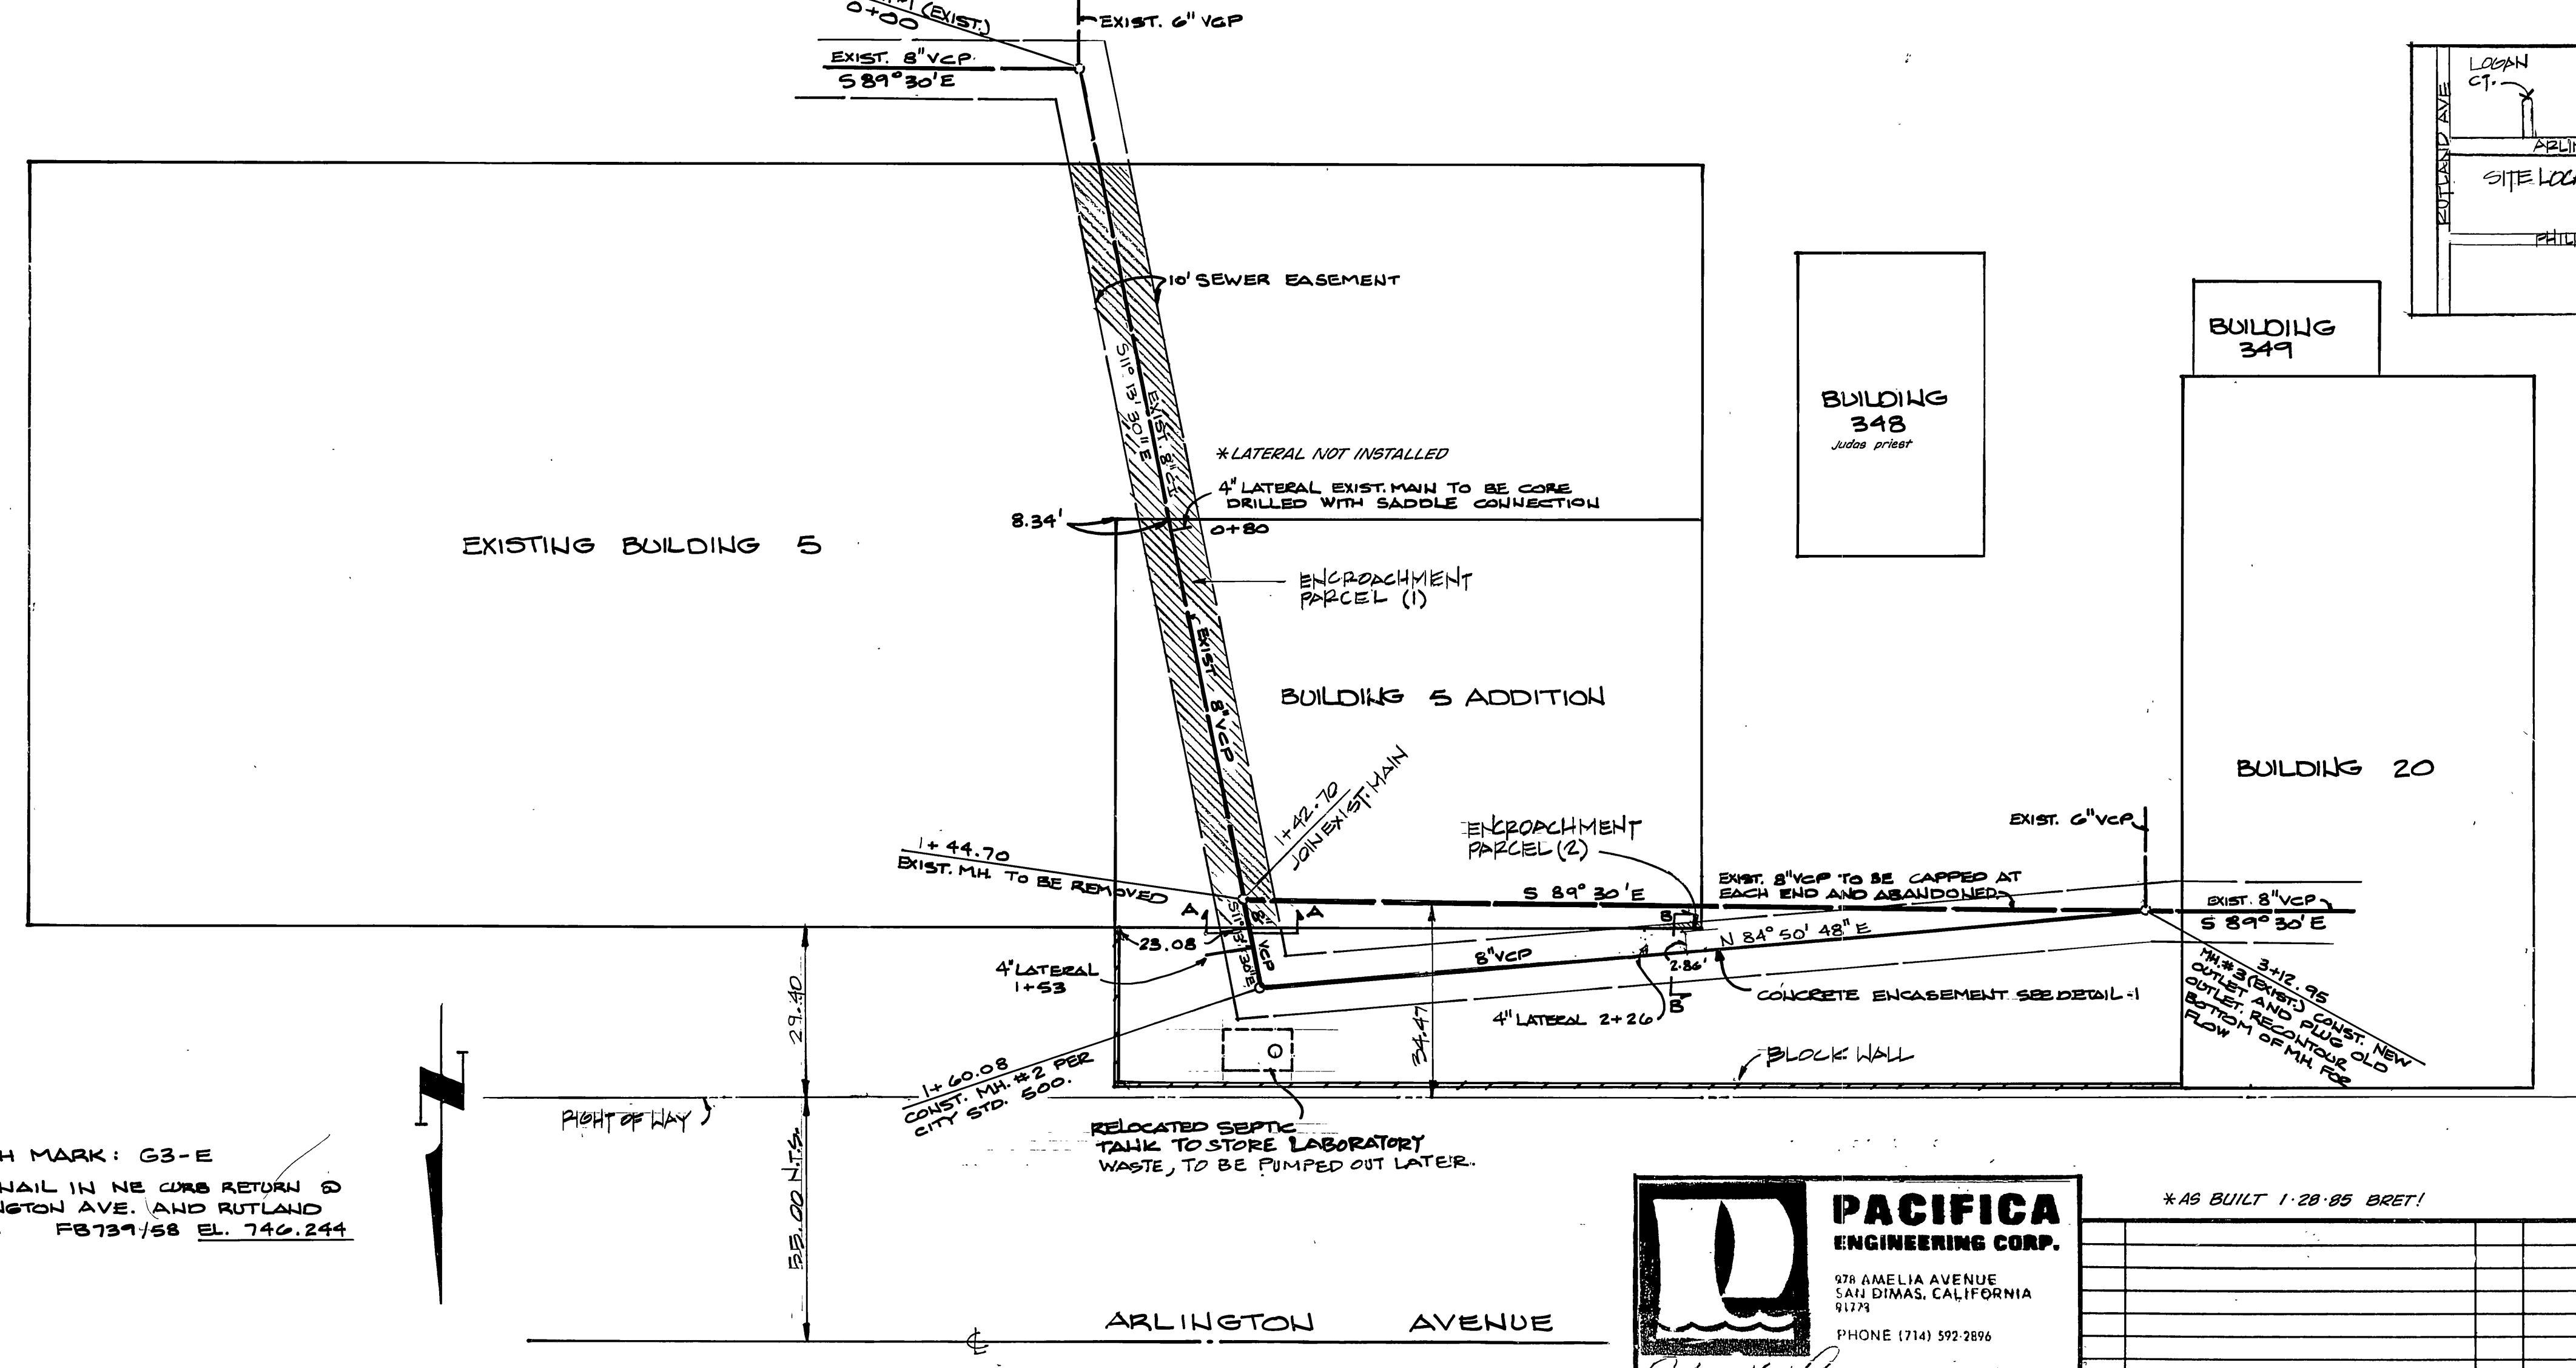 (EXIST.)
0+00
EXIST. 6" VCP
EXIST. 8" VCP
S 89° 30' E
LOGAN
CT.
RUTLAND AVE
ARLIN
SITE LOCA
PHIL
10' SEWER EASEMENT
S 11° 13' 30" E
EXIST. 8" CI
BUILDING
349
BUILDING
348
Judas priest
* LATERAL NOT INSTALLED
4" LATERAL EXIST. MAIN TO BE CORE
DRILLED WITH SADDLE CONNECTION
8.34'
0+80
EXISTING BUILDING 5
ENCROACHMENT
PARCEL (1)
EXIST. 8" VCP
BUILDING 5 ADDITION
BUILDING 20
1+42.70
JOIN EXIST. MAIN
1+44.70
EXIST. MH. TO BE REMOVED
ENCROACHMENT
PARCEL (2)
EXIST. 6" VCP
S 89° 30' E
EXIST. 8" VCP TO BE CAPPED AT
EACH END AND ABANDONED
EXIST. 8" VCP
S 89° 30' E
A
A
23.08
S 11° 13' 30" E
8" VCP
B
N 84° 50' 48" E
8" VCP
2.86'
B
4" LATERAL
1+53
4" LATERAL 2+26
CONCRETE ENCASEMENT SEE DETAIL-1
3+12.95
MH. #3 (EXIST.) CONST. NEW
OUTLET AND PLUG OLD
OUTLET. RECONTOUR
BOTTOM OF MH. FOR
FLOW
29.40
34.47
1+60.08
CONST. MH. #2 PER
CITY STD. 500.
BLOCK WALL
RIGHT OF WAY
RELOCATED SEPTIC
TANK TO STORE LABORATORY
WASTE, TO BE PUMPED OUT LATER.
55.00 N.T.S.
H MARK: G3-E
NAIL IN NE CURB RETURN @
NGTON AVE. AND RUTLAND
FB739/58 EL. 746.244
N
ARLINGTON AVENUE
PACIFICA
ENGINEERING CORP.
978 AMELIA AVENUE
SAN DIMAS, CALIFORNIA
91773
PHONE (714) 592-2896
* AS BUILT 1-28-85 BRET!